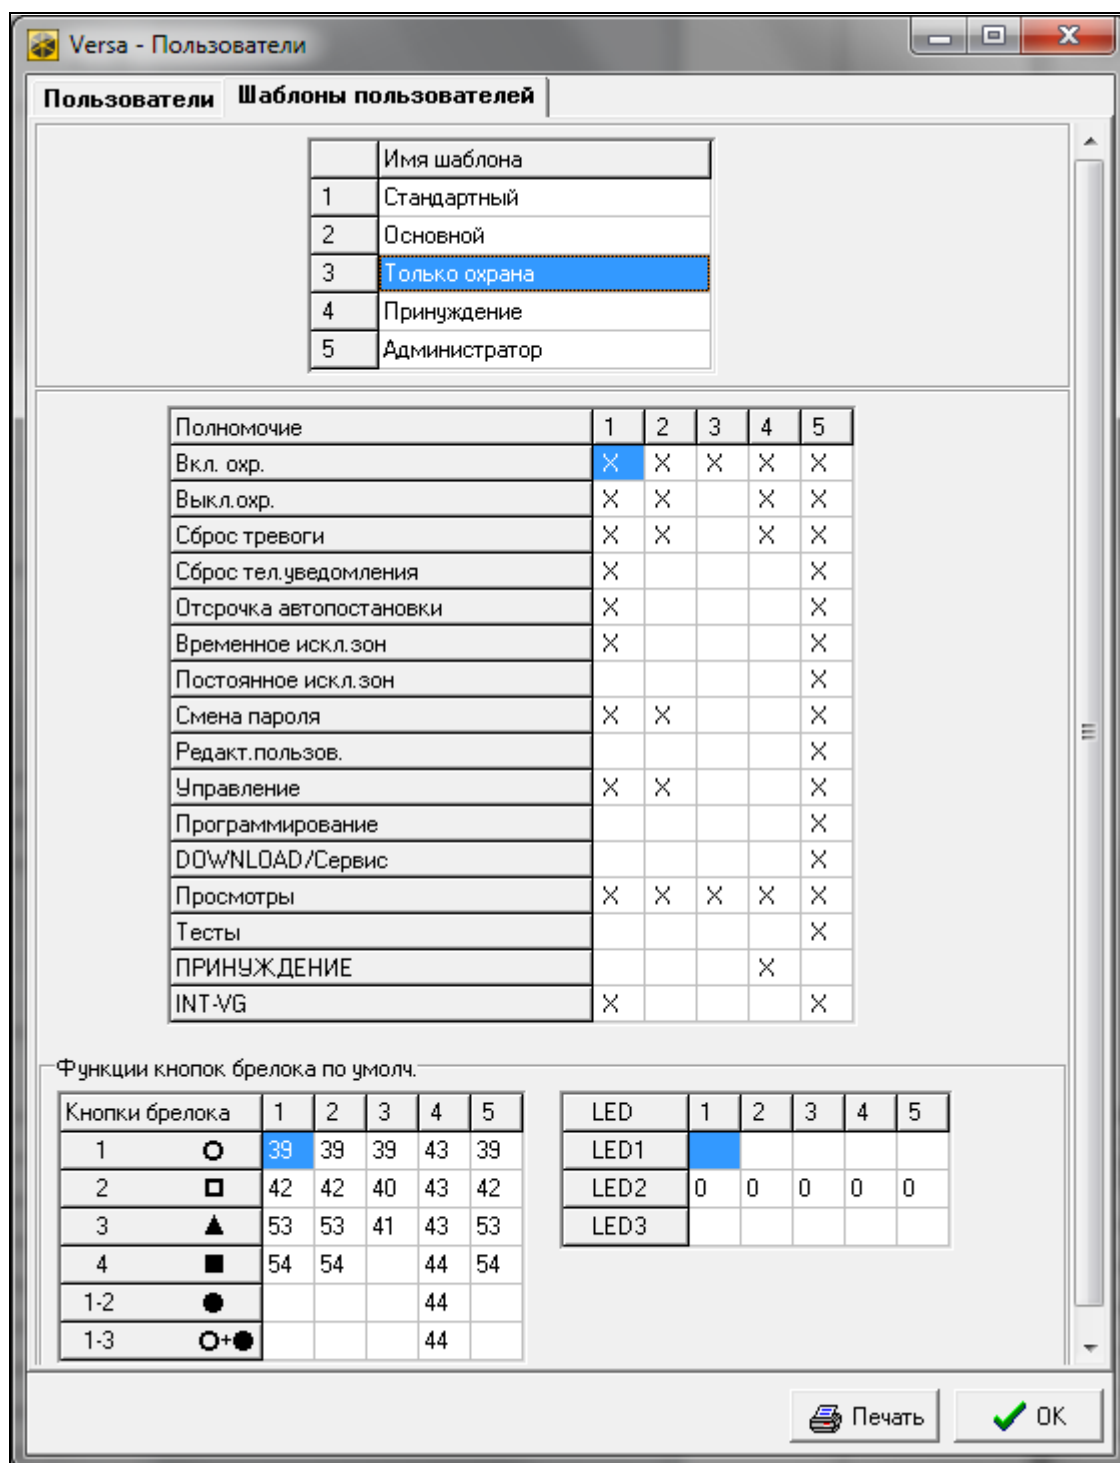 Versa - Пользователи
Пользователи Шаблоны пользователей
Имя шаблона
1 Стандартный
2 Основной
3 Только охрана
4 Принуждение
5 Администратор
Полномочие 1 2 3 4 5
Вкл. охр. X X X X X
Выкл.охр. X X X X
Сброс тревоги X X X X
Сброс тел.уведомления X X
Отсрочка автопостановки X X
Временное искл.зон X X
Постоянное искл.зон X
Смена пароля X X X
Редакт.пользов. X
Управление X X X
Программирование X
DOWNLOAD/Сервис X
Просмотры X X X X X
Тесты X
ПРИНУЖДЕНИЕ X
INT-VG X X
Функции кнопок брелока по умолч.
Кнопки брелока 1 2 3 4 5
1 39 39 39 43 39
2 42 42 40 43 42
3 53 53 41 43 53
4 54 54 44 54
1-2 44
1-3 + 44
LED 1 2 3 4 5
LED1
LED2 0 0 0 0 0
LED3
Печать OK